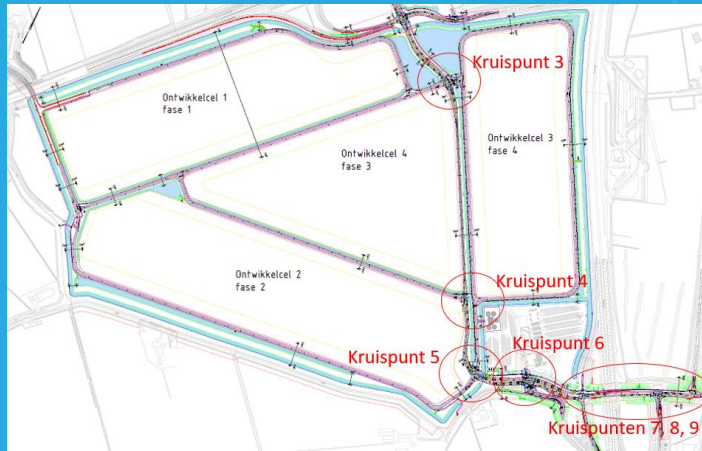 Kruispunt 3
Ontwikkelcel 1
fase 1
Ontwikkelcel 4
fase 3
Ontwikkelcel 3
fase 4
Ontwikkelcel 2
fase 2
Kruispunt 4
Kruispunt 5
Kruispunt 6
Kruispunten 7, 8, 9